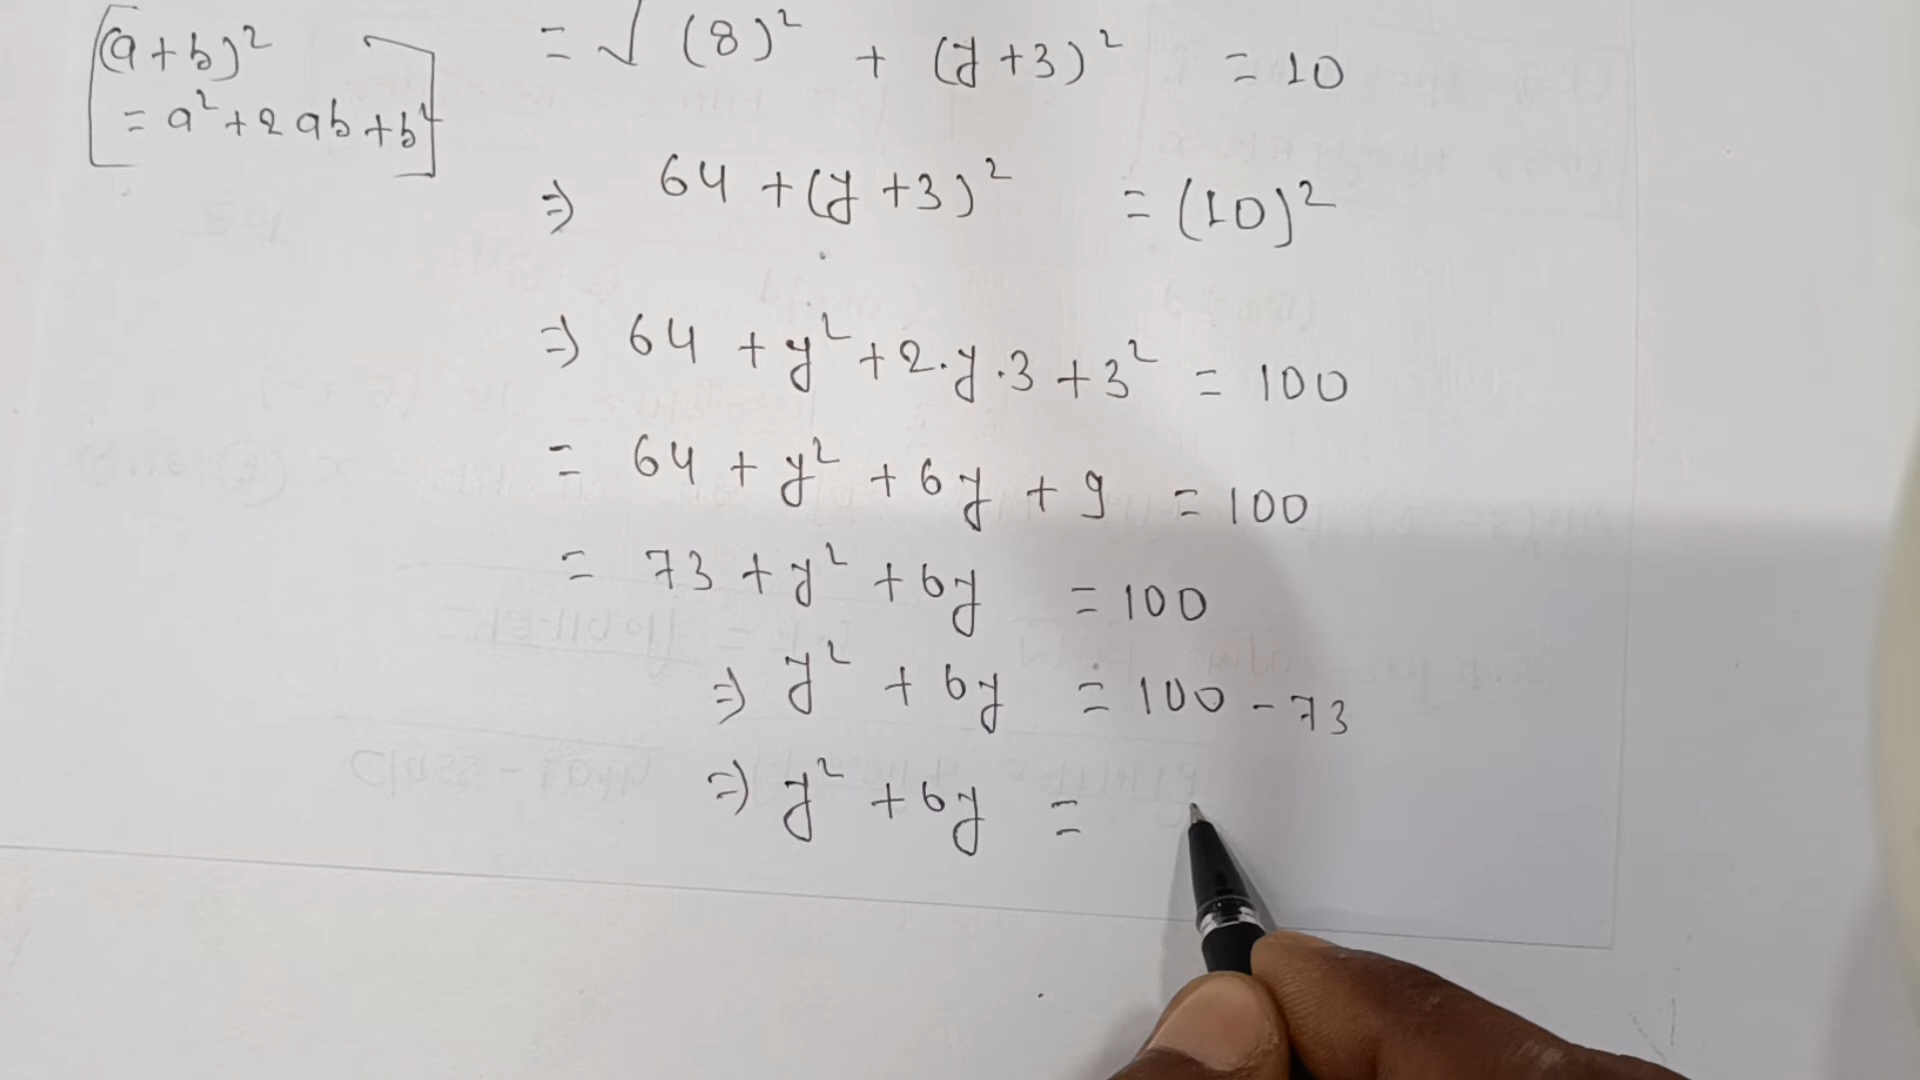 (a+b)²
= a²+2ab+b²
= √(8)² + (y+3)² = 10
⇒ 64 + (y+3)² = (10)²
⇒ 64 + y² + 2.y.3 + 3² = 100
= 64 + y² + 6y + 9 = 100
= 73 + y² + 6y = 100
⇒ y² + 6y = 100 - 73
⇒ y² + 6y =